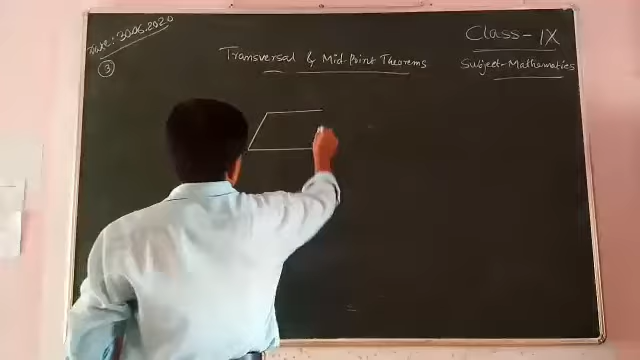 Date: 30.06.2020
3
Transversal & Mid-Point Theorems
Class - IX
Subject-Mathematics